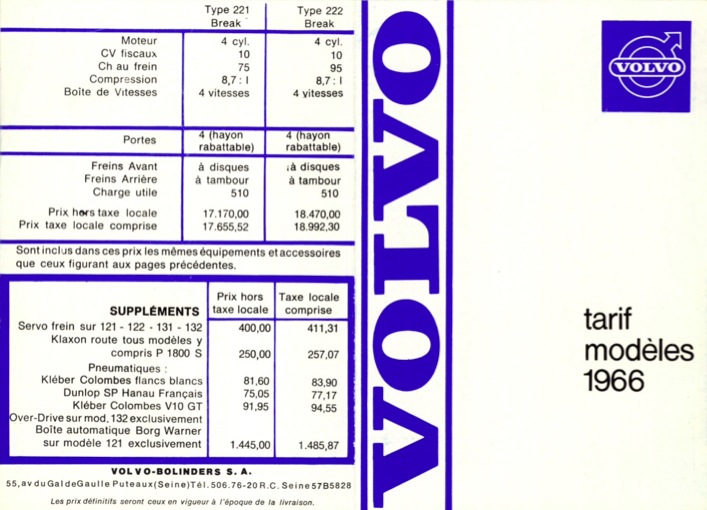 Type 221 Type 222
Break Break
Moteur 4 cyl. 4 cyl.
CV fiscaux 10 10
Ch au frein 75 95
Compression 8,7 : l 8,7 : l
Boîte de Vitesses 4 vitesses 4 vitesses
Portes 4 (hayon rabattable) 4 (hayon rabattable)
Freins Avant à disques à disques
Freins Arrière à tambour à tambour
Charge utile 510 510
Prix hors taxe locale 17.170,00 18.470,00
Prix taxe locale comprise 17.655,52 18.992,30
Sont inclus dans ces prix les mêmes équipements et accessoires
que ceux figurant aux pages précédentes.
SUPPLÉMENTS Prix hors taxe locale Taxe locale comprise
Servo frein sur 121 - 122 - 131 - 132 400,00 411,31
Klaxon route tous modèles y
compris P 1800 S 250,00 257,07
Pneumatiques :
Kléber Colombes flancs blancs 81,60 83,90
Dunlop SP Hanau Français 75,05 77,17
Kléber Colombes V10 GT 91,95 94,55
Over-Drive sur mod. 132 exclusivement
Boîte automatique Borg Warner
sur modèle 121 exclusivement 1.445,00 1.485,87
VOLVO-BOLINDERS S. A.
55, av du Gal de Gaulle Puteaux (Seine) Tél. 506.76-20 R.C. Seine 57B5828
Les prix définitifs seront ceux en vigueur à l'époque de la livraison.
VOLVO
VOLVO
tarif
modèles
1966